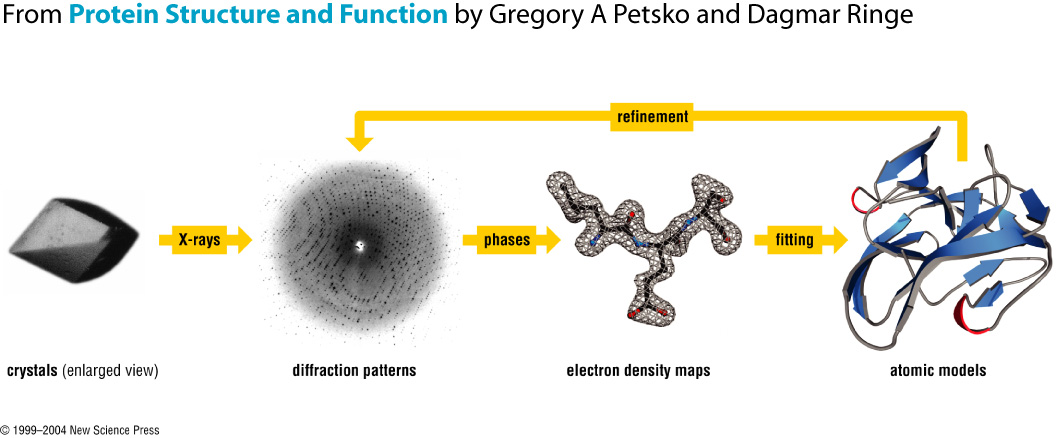 From Protein Structure and Function by Gregory A Petsko and Dagmar Ringe
refinement
X-rays
phases
fitting
crystals (enlarged view)
diffraction patterns
electron density maps
atomic models
© 1999–2004 New Science Press